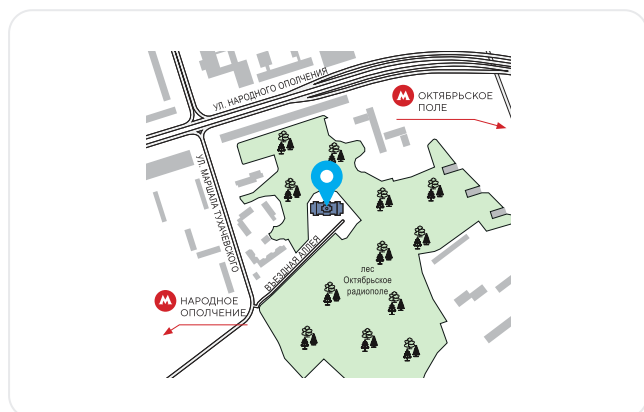 УЛ. НАРОДНОГО ОПОЛЧЕНИЯ
М ОКТЯБРЬСКОЕ
ПОЛЕ
УЛ. МАРШАЛА ТУХАЧЕВСКОГО
ВЪЕЗДНАЯ АЛЛЕЯ
лес
Октябрьское
радиополе
М НАРОДНОЕ
ОПОЛЧЕНИЕ